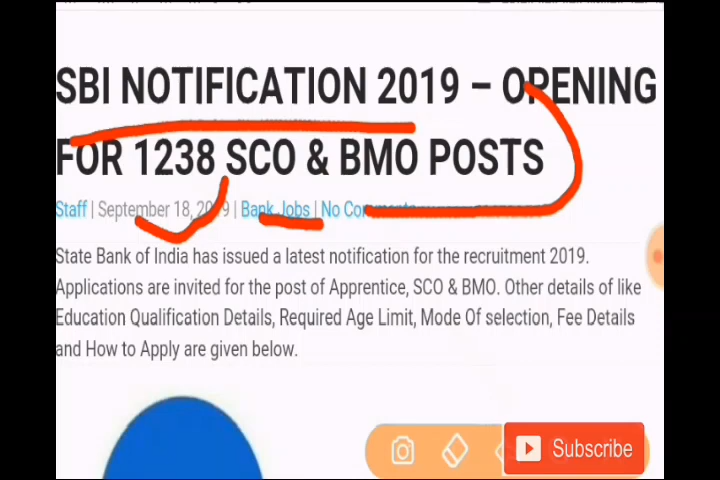 SBI NOTIFICATION 2019 – OPENING
FOR 1238 SCO & BMO POSTS
Staff | September 18, 2019 | Bank Jobs | No Comments
State Bank of India has issued a latest notification for the recruitment 2019.
Applications are invited for the post of Apprentice, SCO & BMO. Other details of like
Education Qualification Details, Required Age Limit, Mode Of selection, Fee Details
and How to Apply are given below.
Subscribe